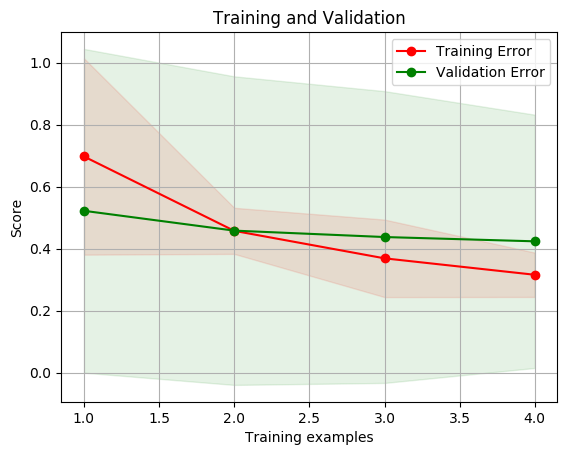 Training and Validation
Training Error
Validation Error
Score
1.0
0.8
0.6
0.4
0.2
0.0
1.0 1.5 2.0 2.5 3.0 3.5 4.0
Training examples